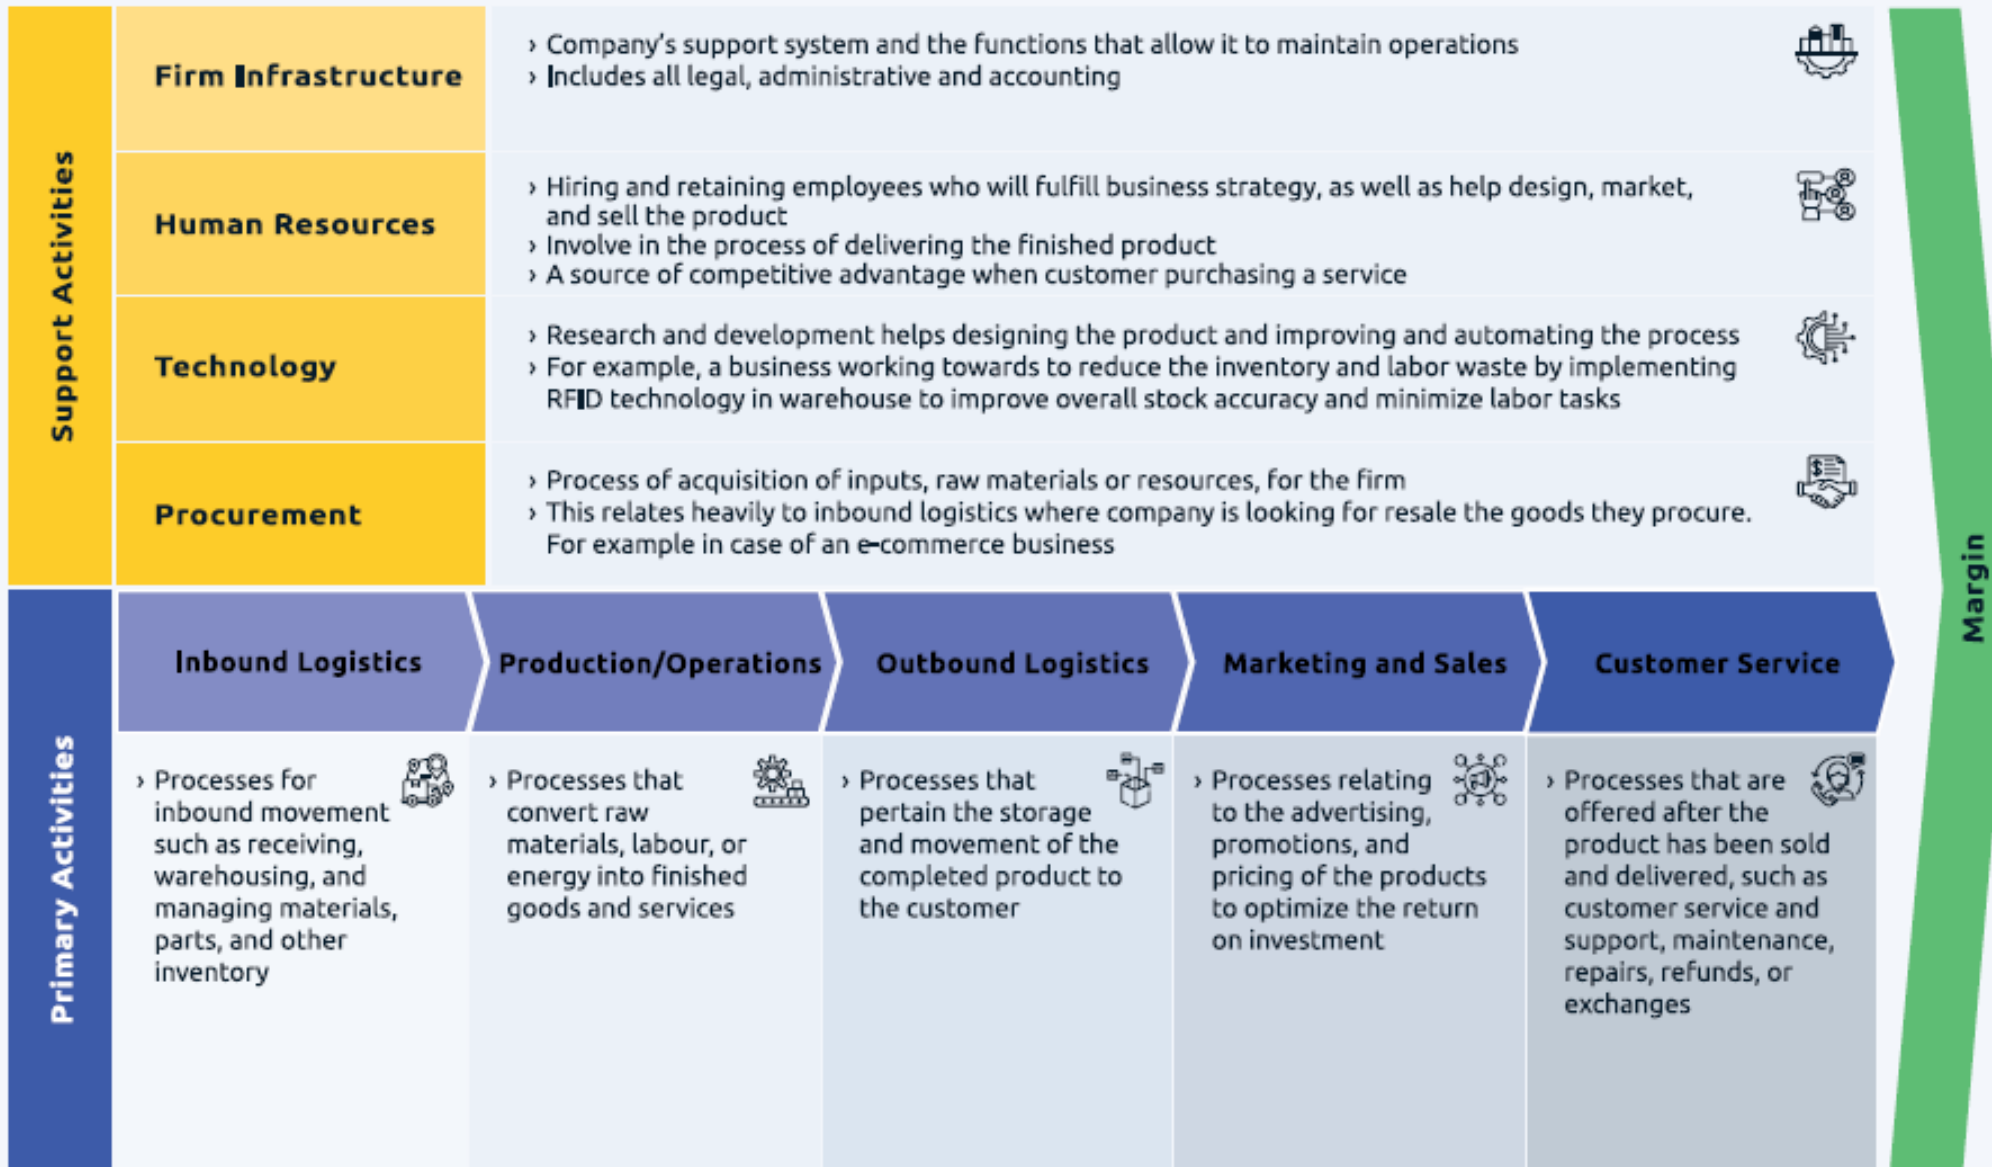 Support Activities
Firm Infrastructure
› Company's support system and the functions that allow it to maintain operations
› Includes all legal, administrative and accounting
Human Resources
› Hiring and retaining employees who will fulfill business strategy, as well as help design, market,
and sell the product
› Involve in the process of delivering the finished product
› A source of competitive advantage when customer purchasing a service
Technology
› Research and development helps designing the product and improving and automating the process
› For example, a business working towards to reduce the inventory and labor waste by implementing
RFID technology in warehouse to improve overall stock accuracy and minimize labor tasks
Procurement
› Process of acquisition of inputs, raw materials or resources, for the firm
› This relates heavily to inbound logistics where company is looking for resale the goods they procure.
For example in case of an e-commerce business
Margin
Primary Activities
Inbound Logistics
› Processes for
inbound movement
such as receiving,
warehousing, and
managing materials,
parts, and other
inventory
Production/Operations
› Processes that
convert raw
materials, labour, or
energy into finished
goods and services
Outbound Logistics
› Processes that
pertain the storage
and movement of the
completed product to
the customer
Marketing and Sales
› Processes relating
to the advertising,
promotions, and
pricing of the products
to optimize the return
on investment
Customer Service
› Processes that are
offered after the
product has been sold
and delivered, such as
customer service and
support, maintenance,
repairs, refunds, or
exchanges